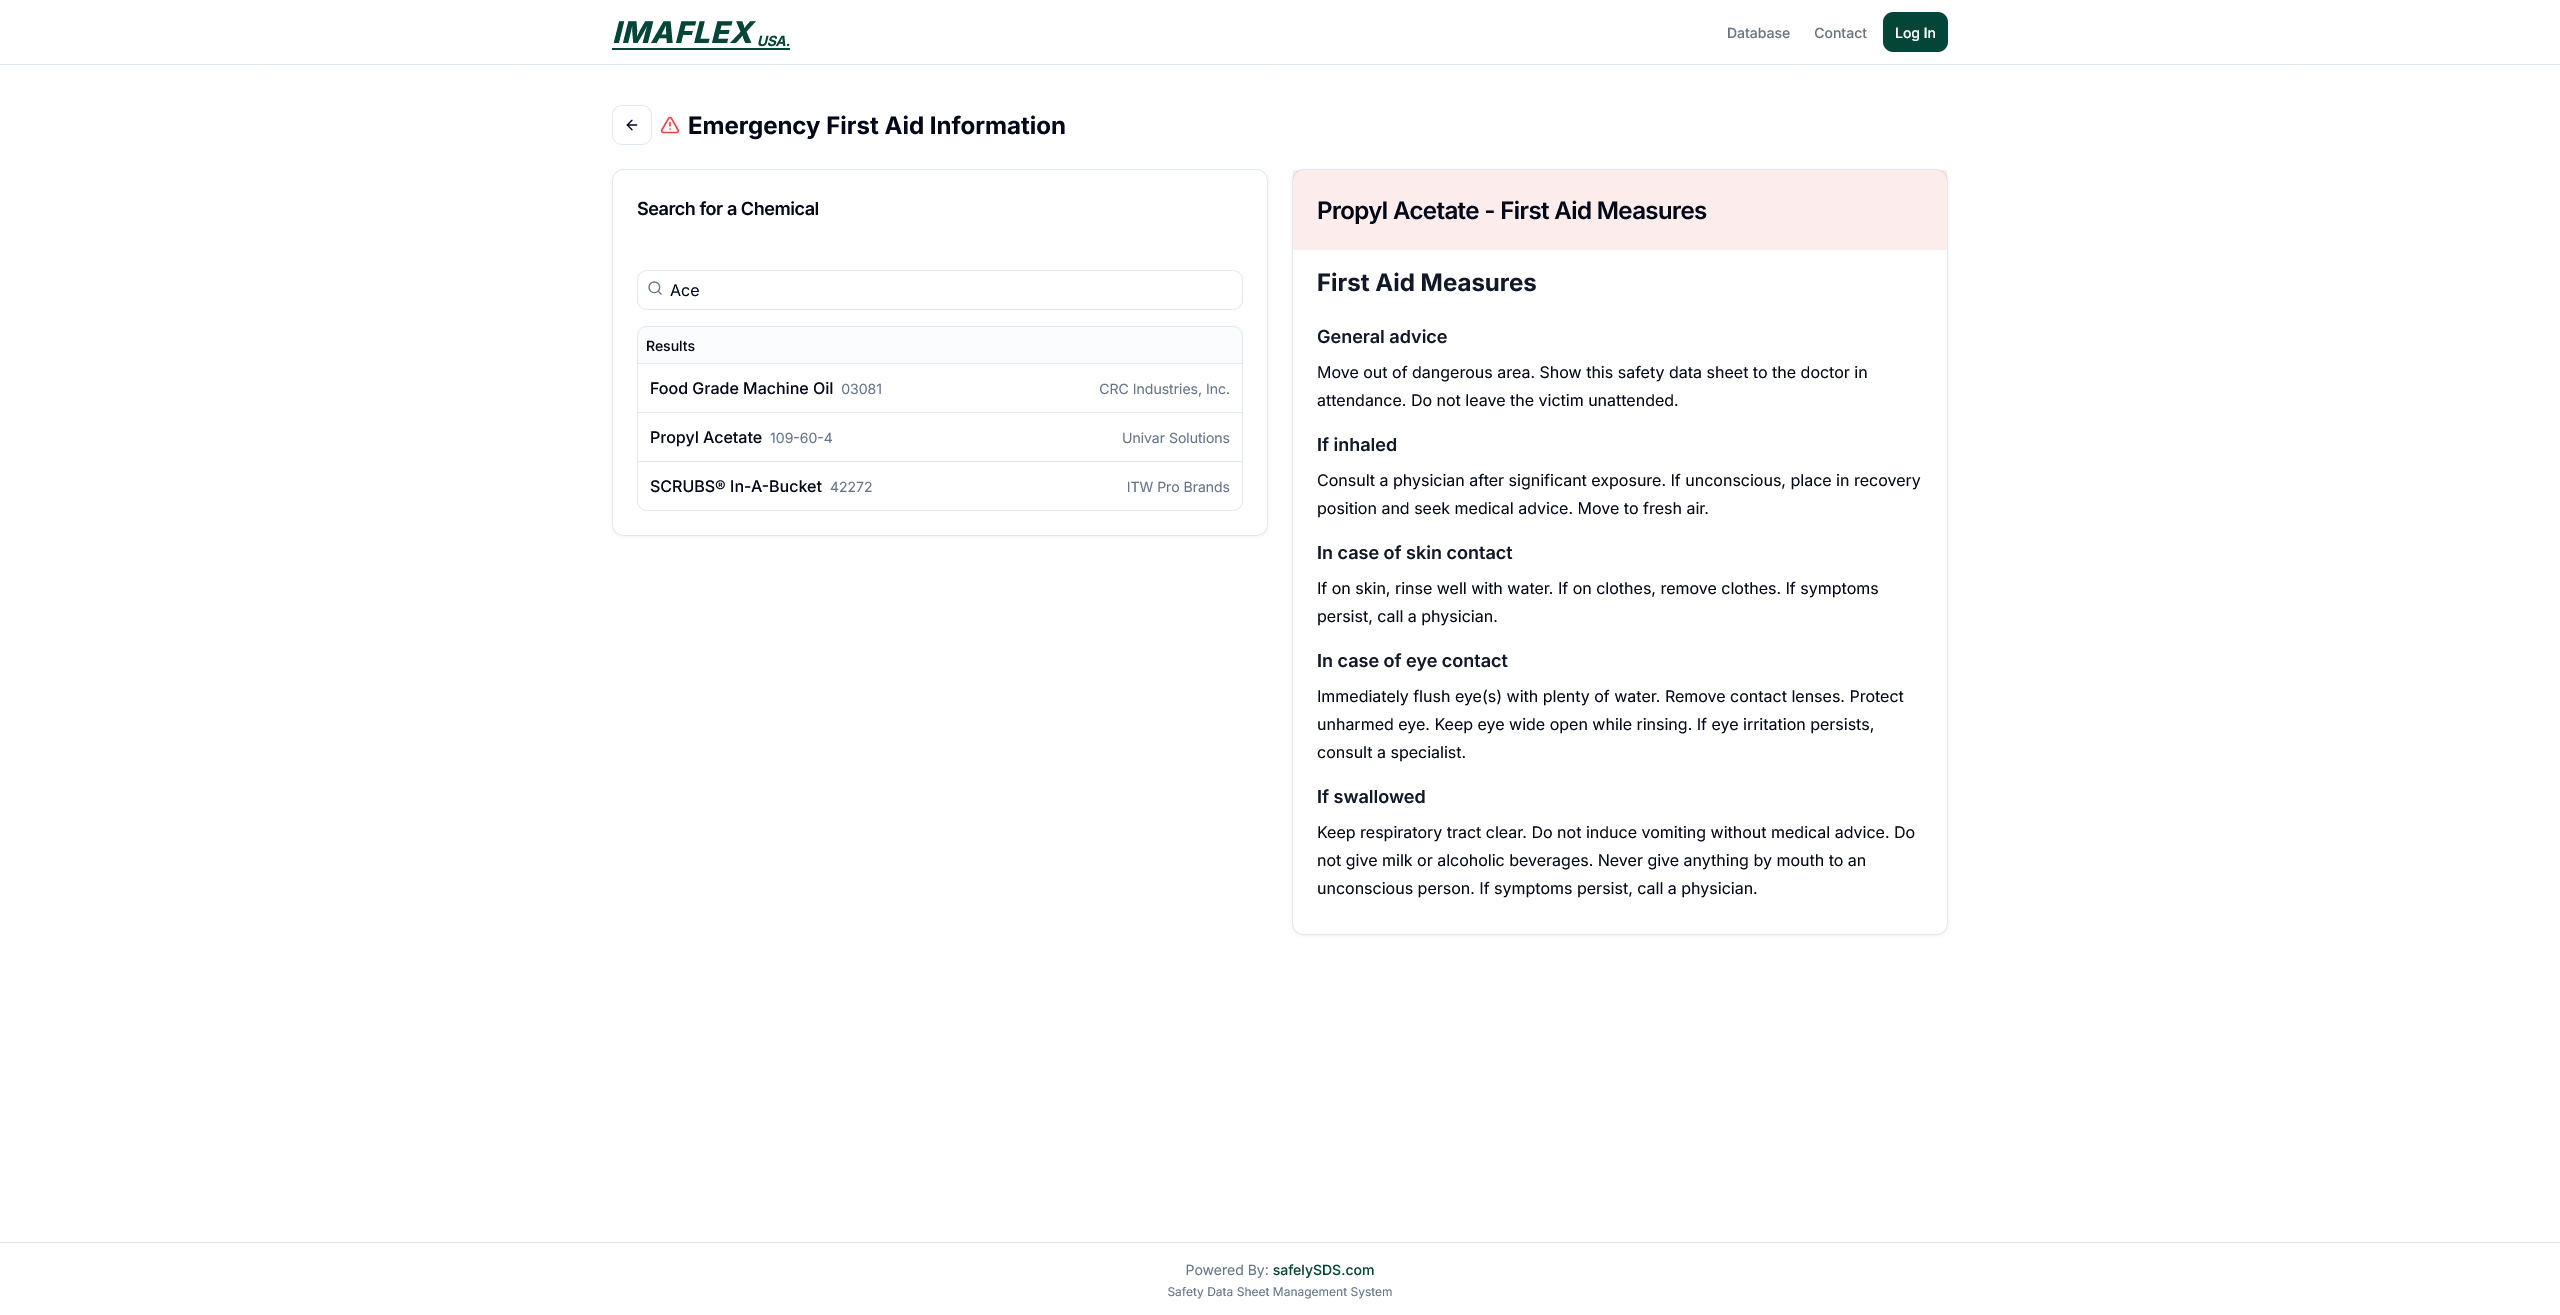 IMAFLEX USA.
Database Contact Log In
Emergency First Aid Information
Search for a Chemical
Ace
Results
Food Grade Machine Oil 03081 CRC Industries, Inc.
Propyl Acetate 109-60-4 Univar Solutions
SCRUBS® In-A-Bucket 42272 ITW Pro Brands
Propyl Acetate - First Aid Measures
First Aid Measures
General advice
Move out of dangerous area. Show this safety data sheet to the doctor in
attendance. Do not leave the victim unattended.
If inhaled
Consult a physician after significant exposure. If unconscious, place in recovery
position and seek medical advice. Move to fresh air.
In case of skin contact
If on skin, rinse well with water. If on clothes, remove clothes. If symptoms
persist, call a physician.
In case of eye contact
Immediately flush eye(s) with plenty of water. Remove contact lenses. Protect
unharmed eye. Keep eye wide open while rinsing. If eye irritation persists,
consult a specialist.
If swallowed
Keep respiratory tract clear. Do not induce vomiting without medical advice. Do
not give milk or alcoholic beverages. Never give anything by mouth to an
unconscious person. If symptoms persist, call a physician.
Powered By: safelySDS.com
Safety Data Sheet Management System